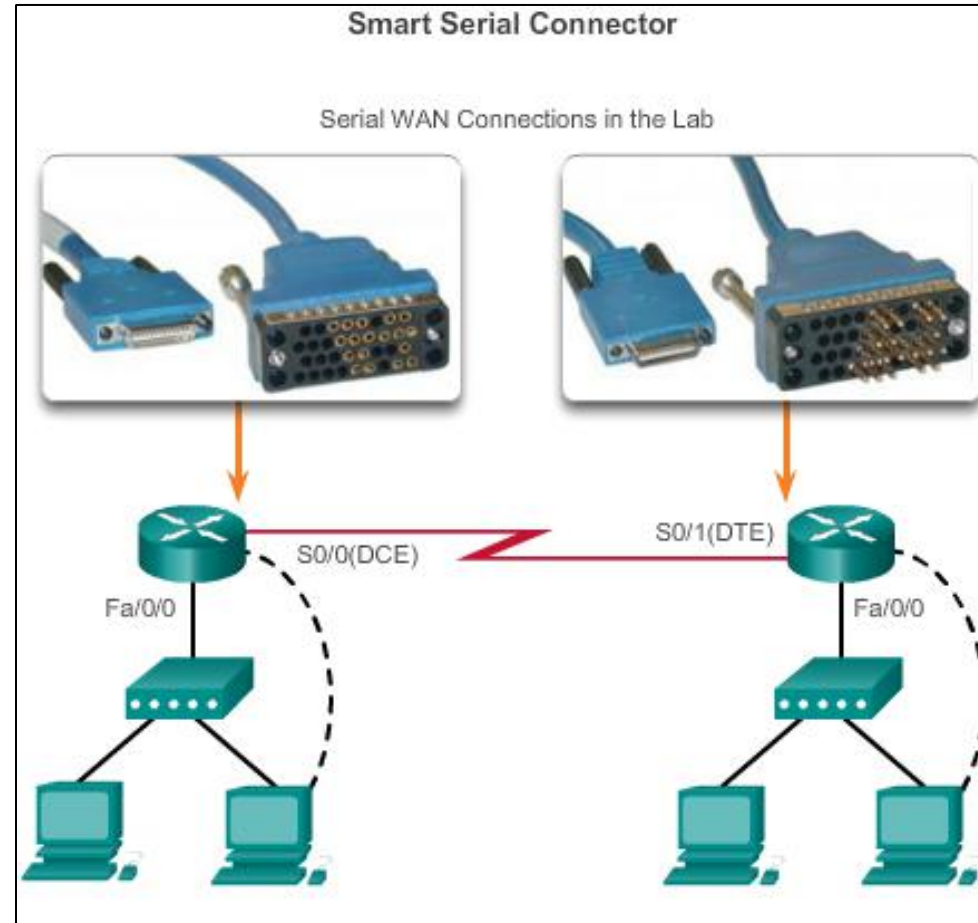 Smart Serial Connector
Serial WAN Connections in the Lab
S0/0(DCE)
S0/1(DTE)
Fa/0/0
Fa/0/0